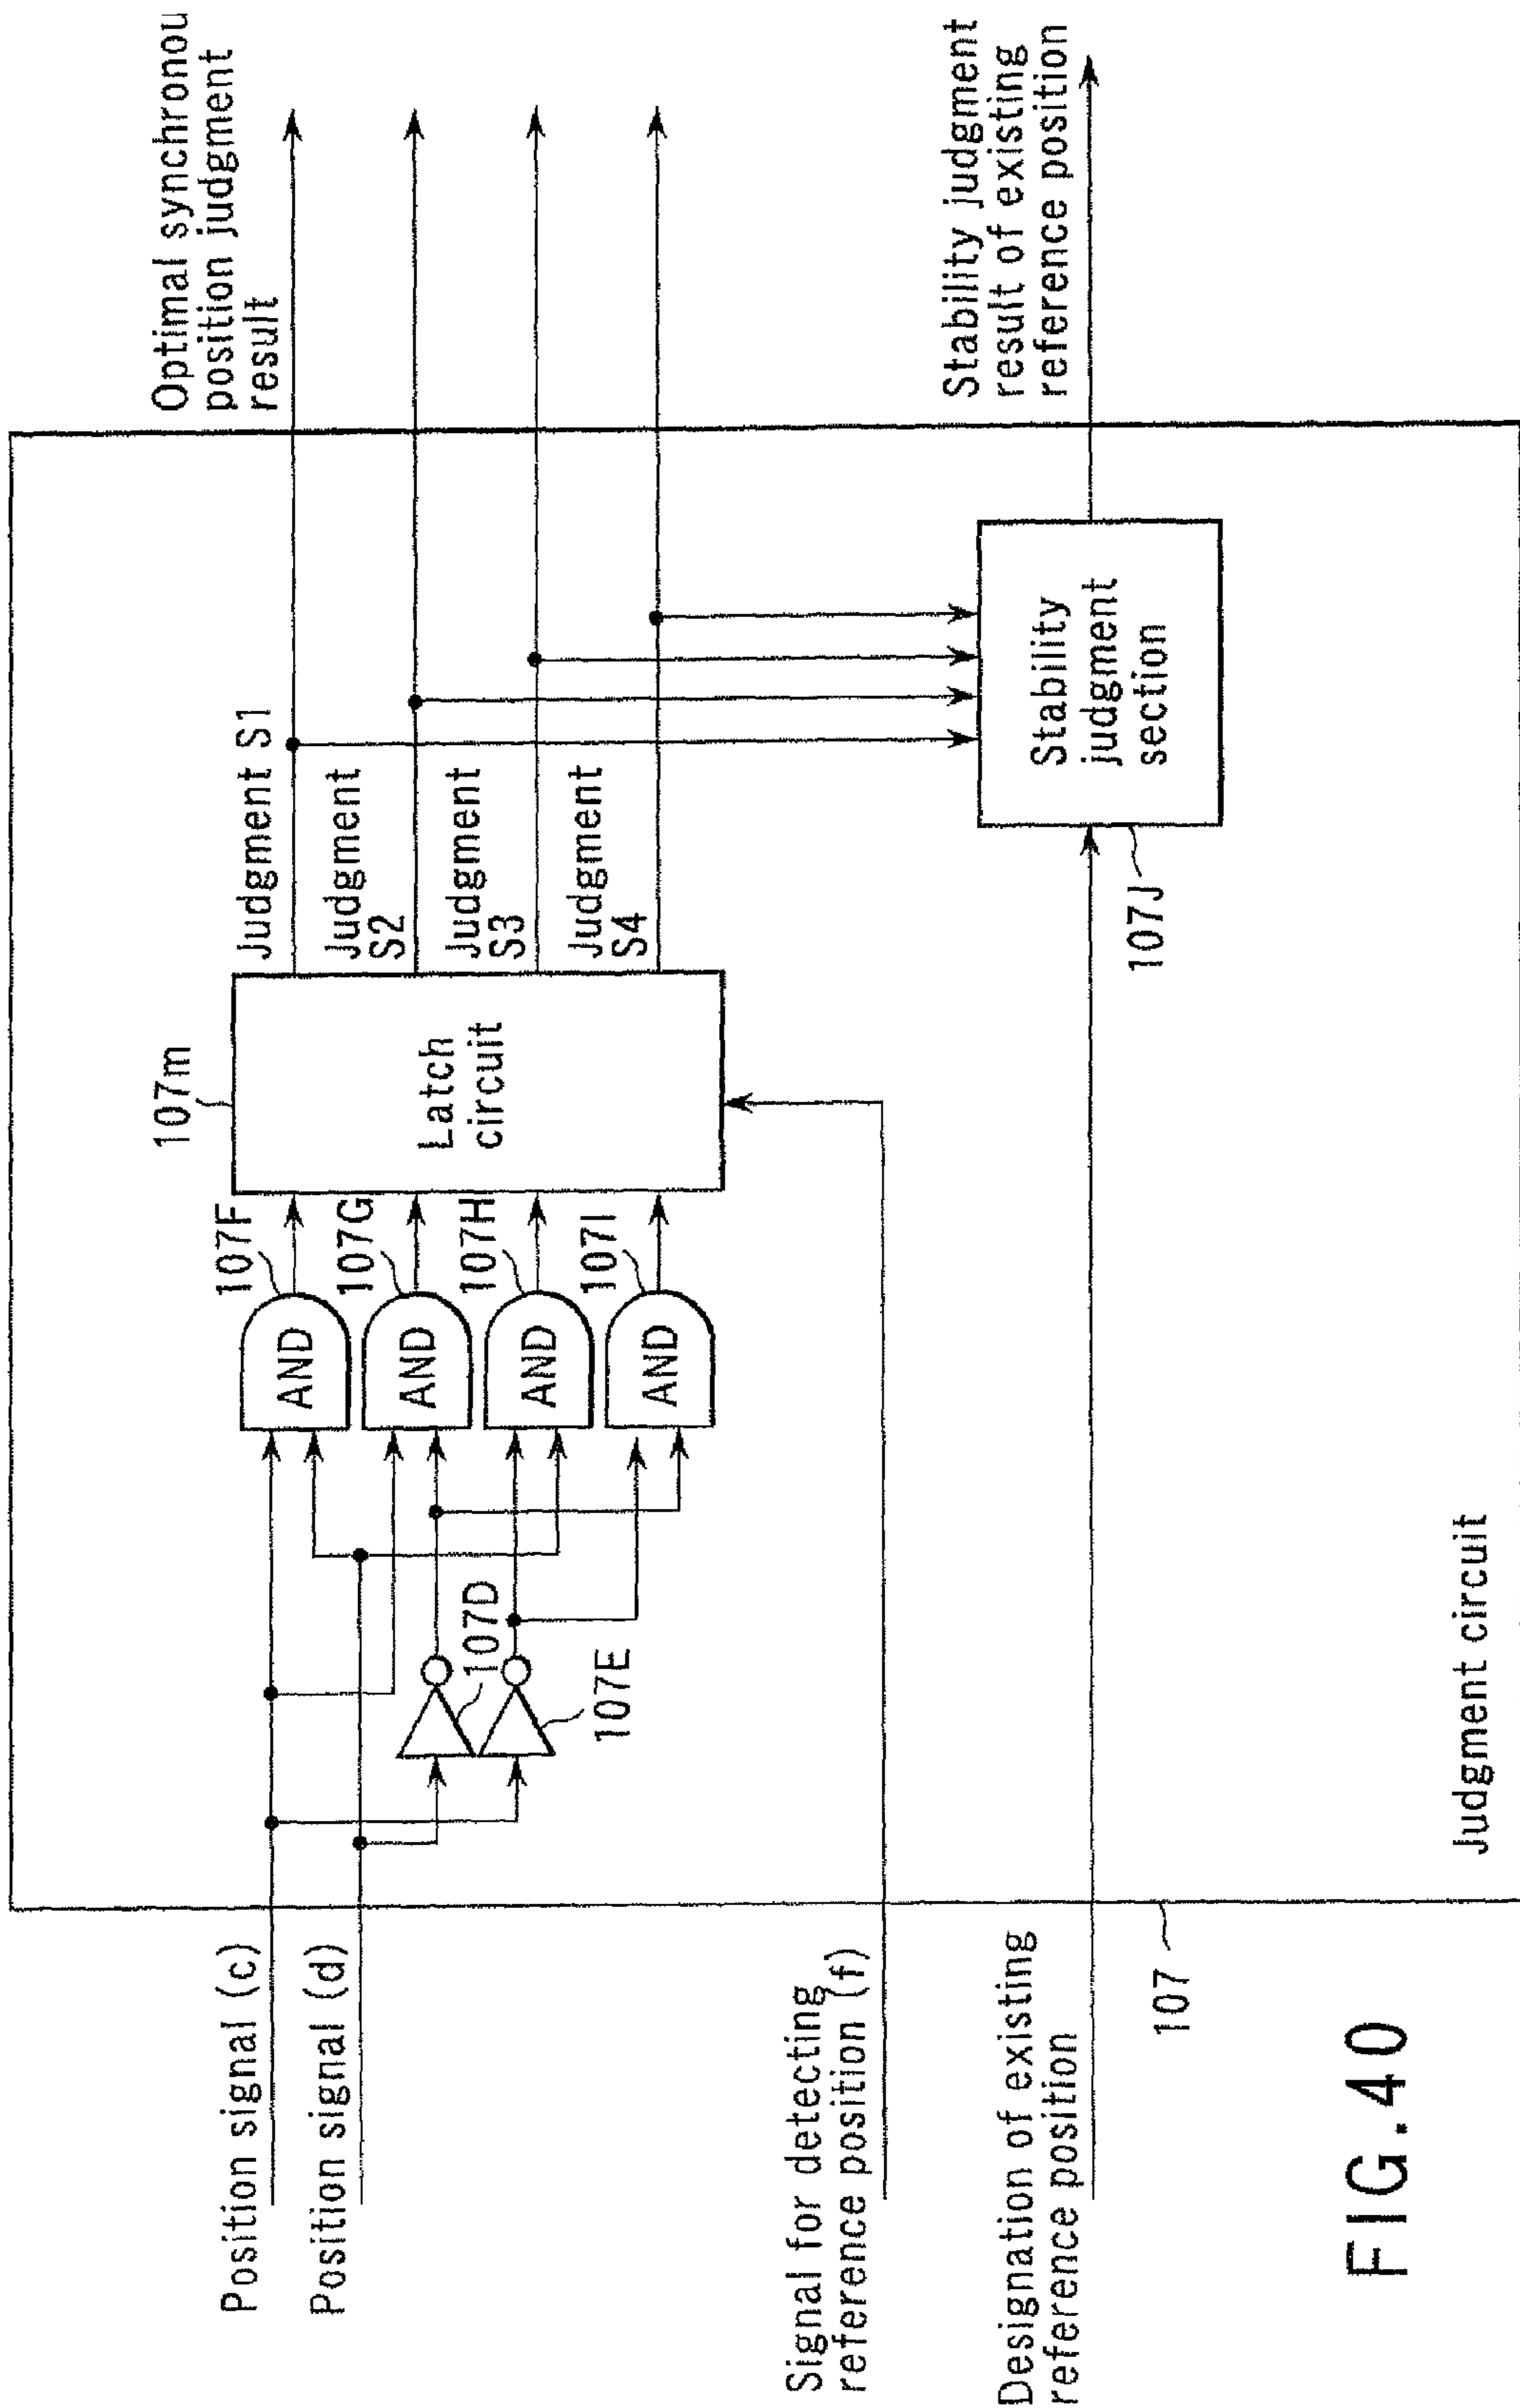 Position signal (c)
Position signal (d)
Signal for detecting
reference position (f)
Designation of existing
reference position
107
107D
107E
AND
AND
AND
AND
107F
107G
107H
107I
107m
Latch
circuit
Judgment S1
Judgment
S2
Judgment
S3
Judgment
S4
Stability
judgment
section
107J
Optimal synchronou
position judgment
result
Stability judgment
result of existing
reference position
Judgment circuit
FIG.40